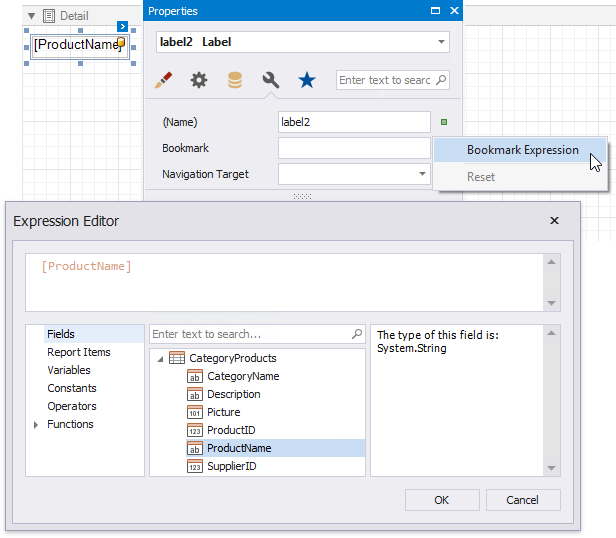 Detail
[ProductName]
Properties
label2 Label
Enter text to searc
(Name)
label2
Bookmark
Navigation Target
Bookmark Expression
Reset
Expression Editor
[ProductName]
Fields
Report Items
Variables
Constants
Operators
Functions
Enter text to search...
CategoryProducts
ab CategoryName
ab Description
101 Picture
123 ProductID
ab ProductName
123 SupplierID
The type of this field is:
System.String
OK
Cancel